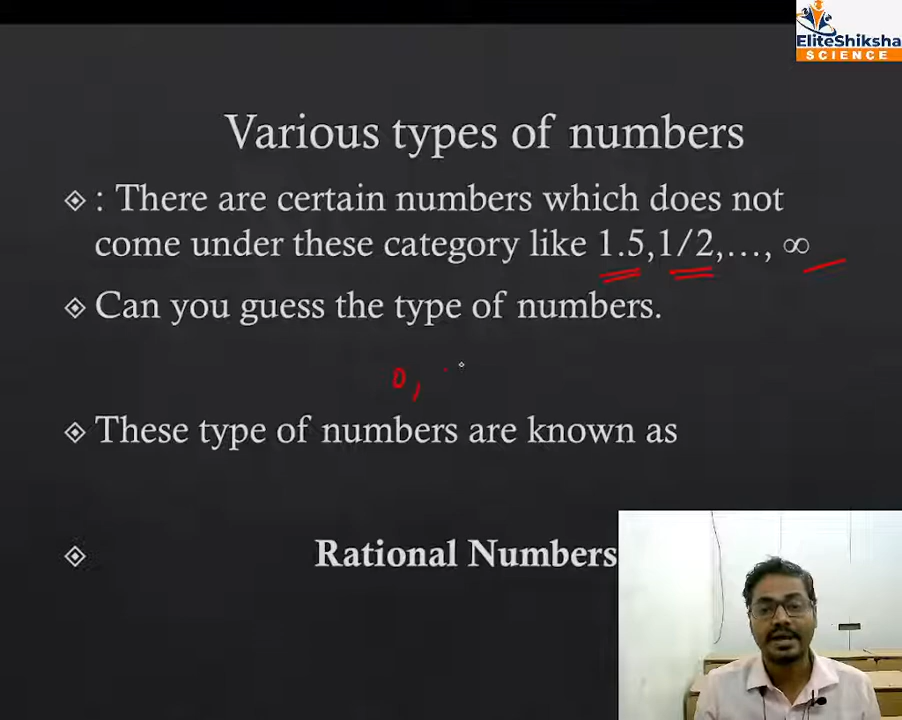 EliteShiksha
SCIENCE
Various types of numbers
: There are certain numbers which does not
come under these category like 1.5,1/2,…, ∞
Can you guess the type of numbers.
0,
These type of numbers are known as
Rational Numbers